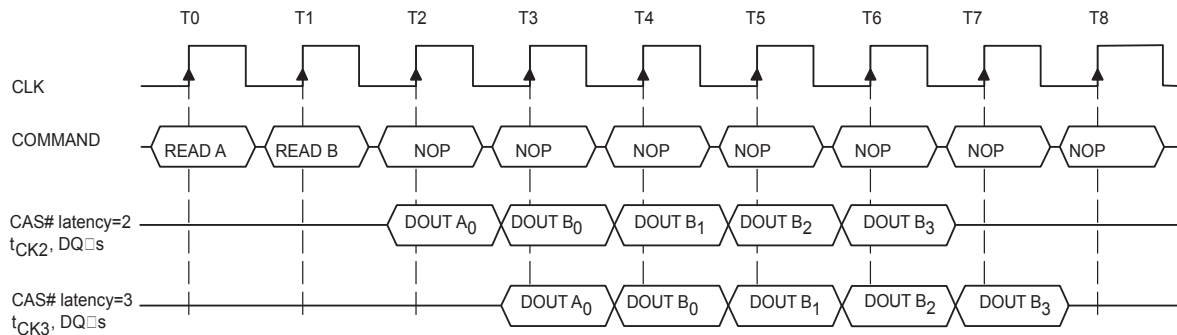 T0 T1 T2 T3 T4 T5 T6 T7 T8
CLK
COMMAND READ A READ B NOP NOP NOP NOP NOP NOP NOP
CAS# latency=2 DOUT A0 DOUT B0 DOUT B1 DOUT B2 DOUT B3
tCK2, DQ□s
CAS# latency=3 DOUT A0 DOUT B0 DOUT B1 DOUT B2 DOUT B3
tCK3, DQ□s